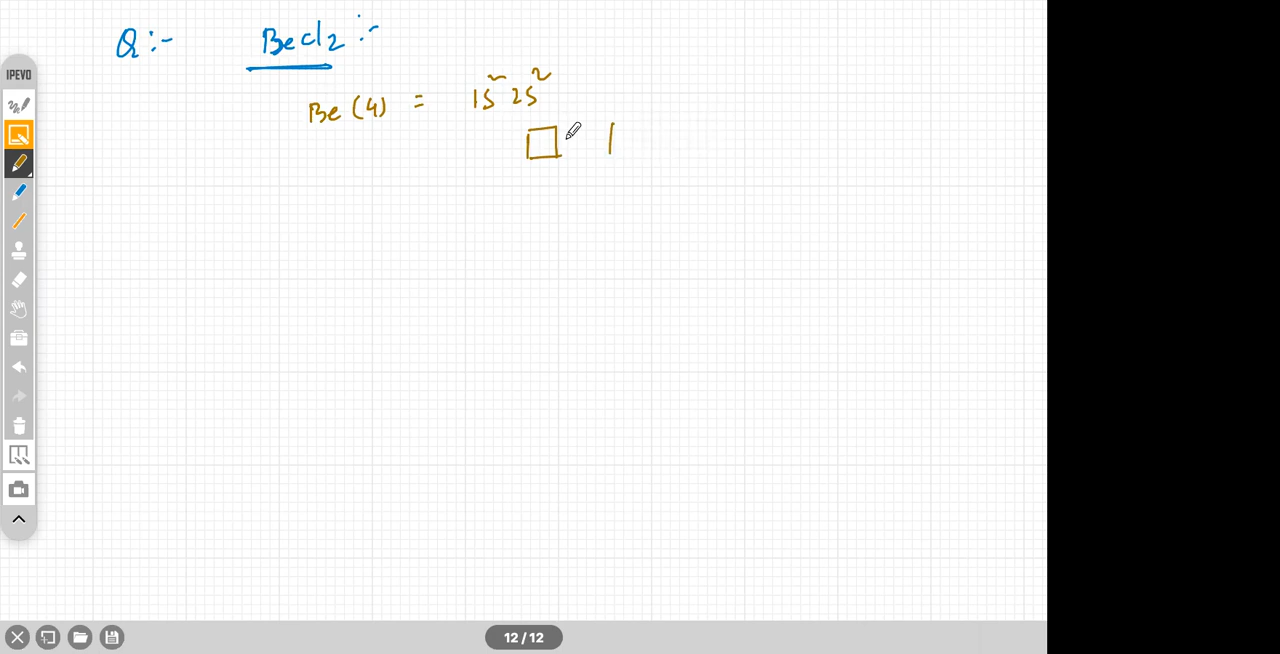 Q :- BeCl2 :-
Be (4) = 1s² 2s²
IPEVO
12 / 12